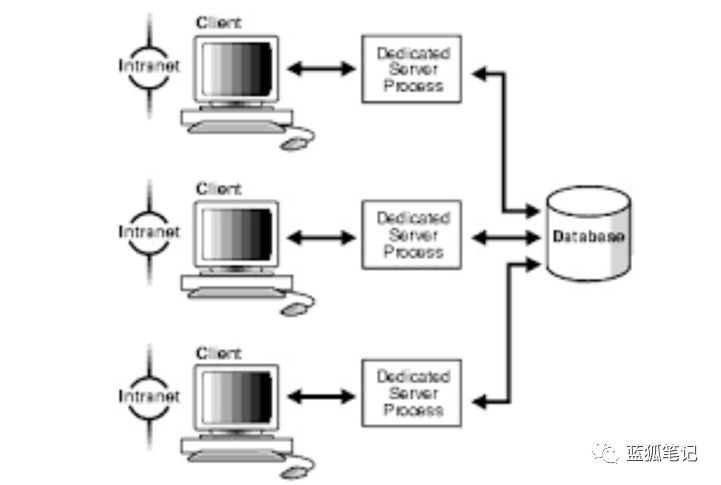 Client
Intranet
Dedicated
Server
Process
Client
Intranet
Dedicated
Server
Process
Database
Client
Intranet
Dedicated
Server
Process
蓝狐笔记